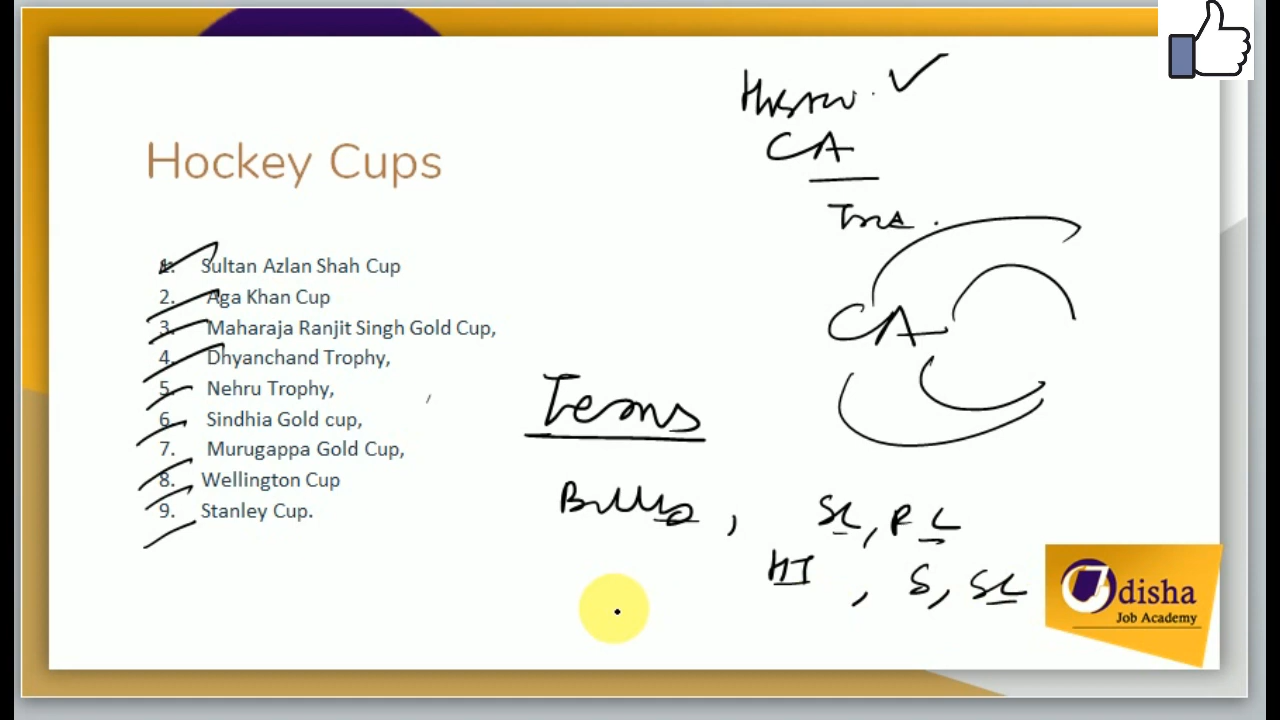 Hockey Cups
1. Sultan Azlan Shah Cup
2. Aga Khan Cup
3. Maharaja Ranjit Singh Gold Cup,
4. Dhyanchand Trophy,
5. Nehru Trophy,
6. Sindhia Gold cup,
7. Murugappa Gold Cup,
8. Wellington Cup
9. Stanley Cup.
CA
CA
Terms
SL, PL
HI, S, SL
Odisha
Job Academy